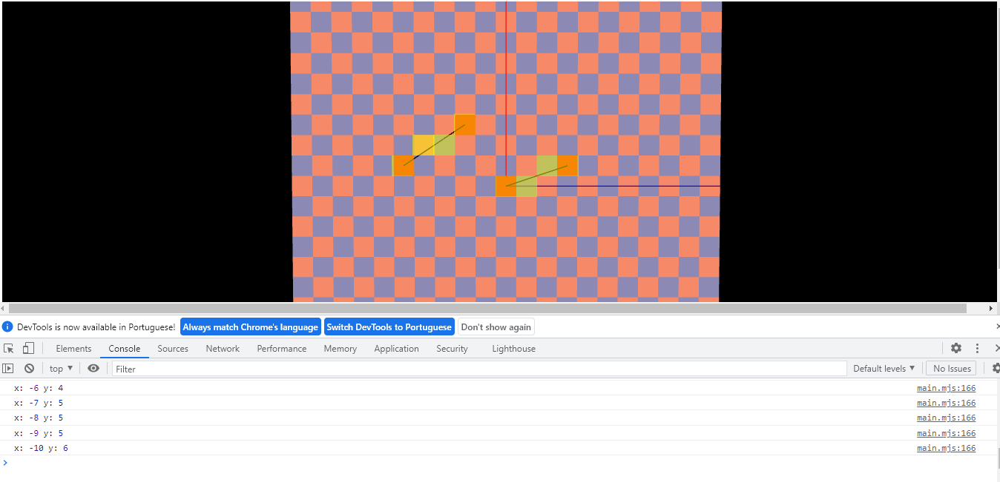 DevTools is now available in Portuguese! Always match Chrome's language Switch DevTools to Portuguese Don't show again
Elements Console Sources Network Performance Memory Application Security Lighthouse
top Filter Default levels No Issues
x: -6 y: 4 main.mjs:166
x: -7 y: 5 main.mjs:166
x: -8 y: 5 main.mjs:166
x: -9 y: 5 main.mjs:166
x: -10 y: 6 main.mjs:166